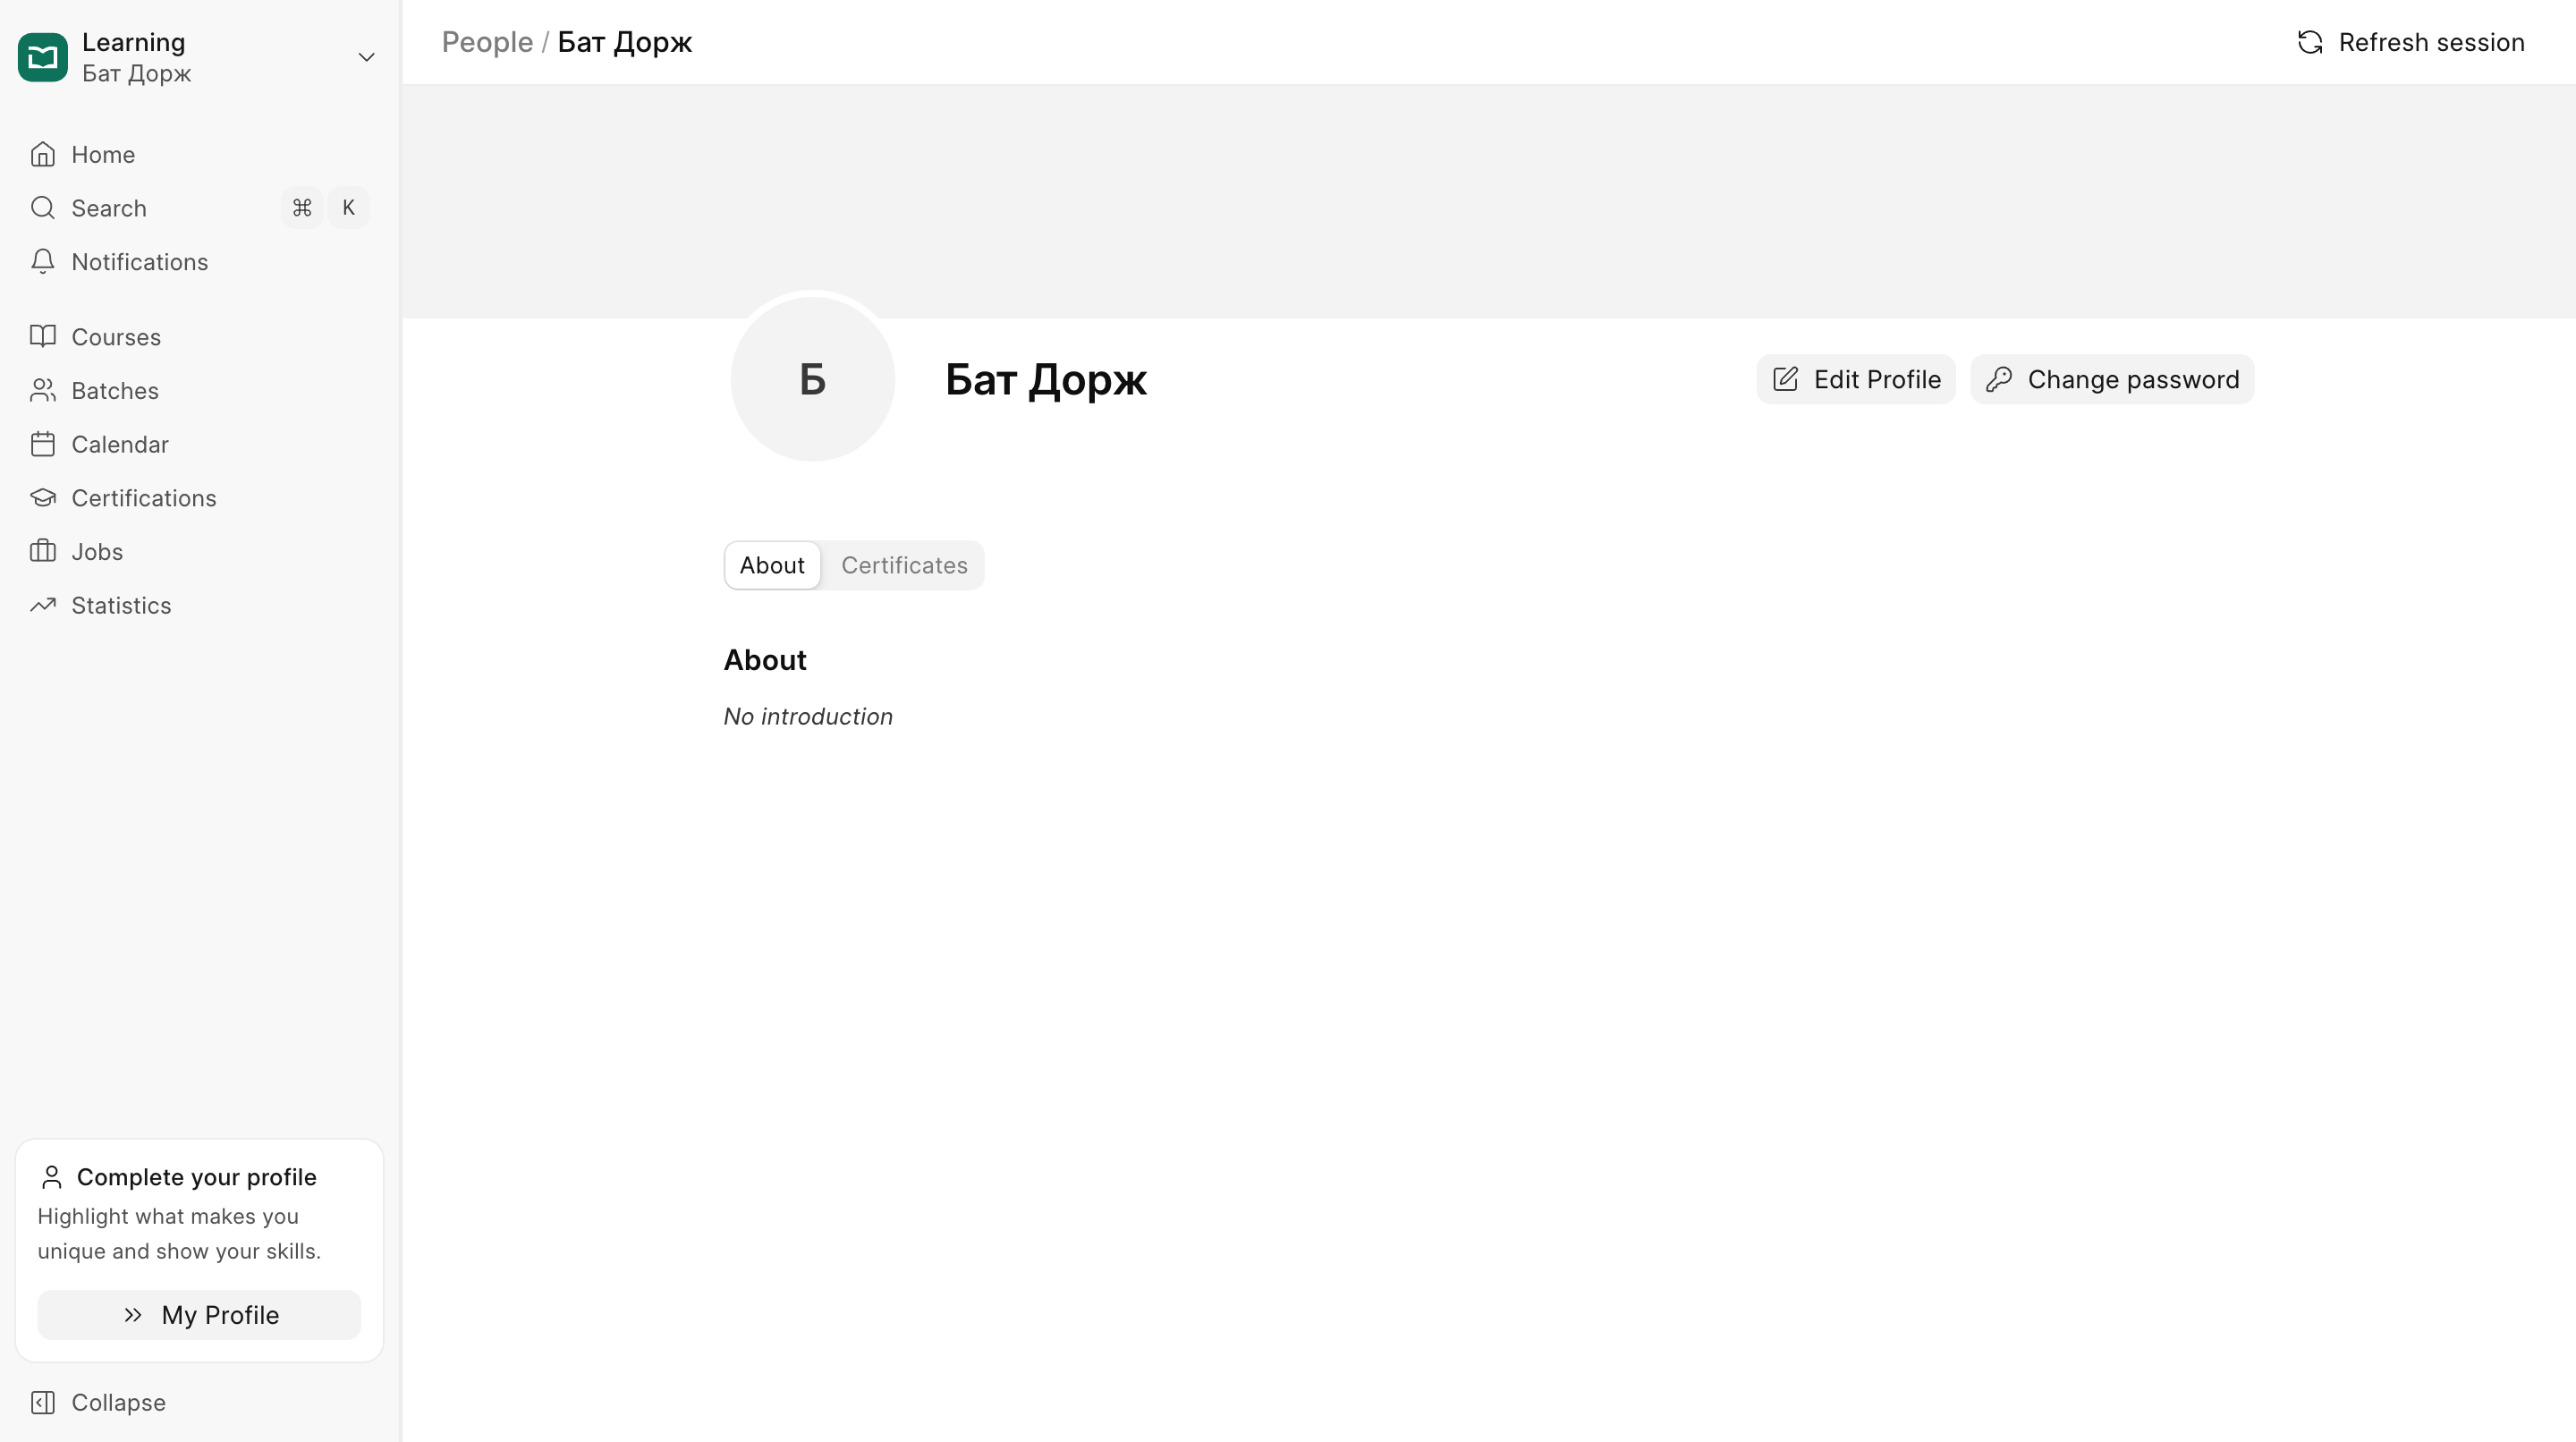 Learning
Бат Дорж
Home
Search ⌘ K
Notifications
Courses
Batches
Calendar
Certifications
Jobs
Statistics
Complete your profile
Highlight what makes you
unique and show your skills.
My Profile
Collapse
People / Бат Дорж
Refresh session
Б
Бат Дорж
Edit Profile
Change password
About Certificates
About
No introduction